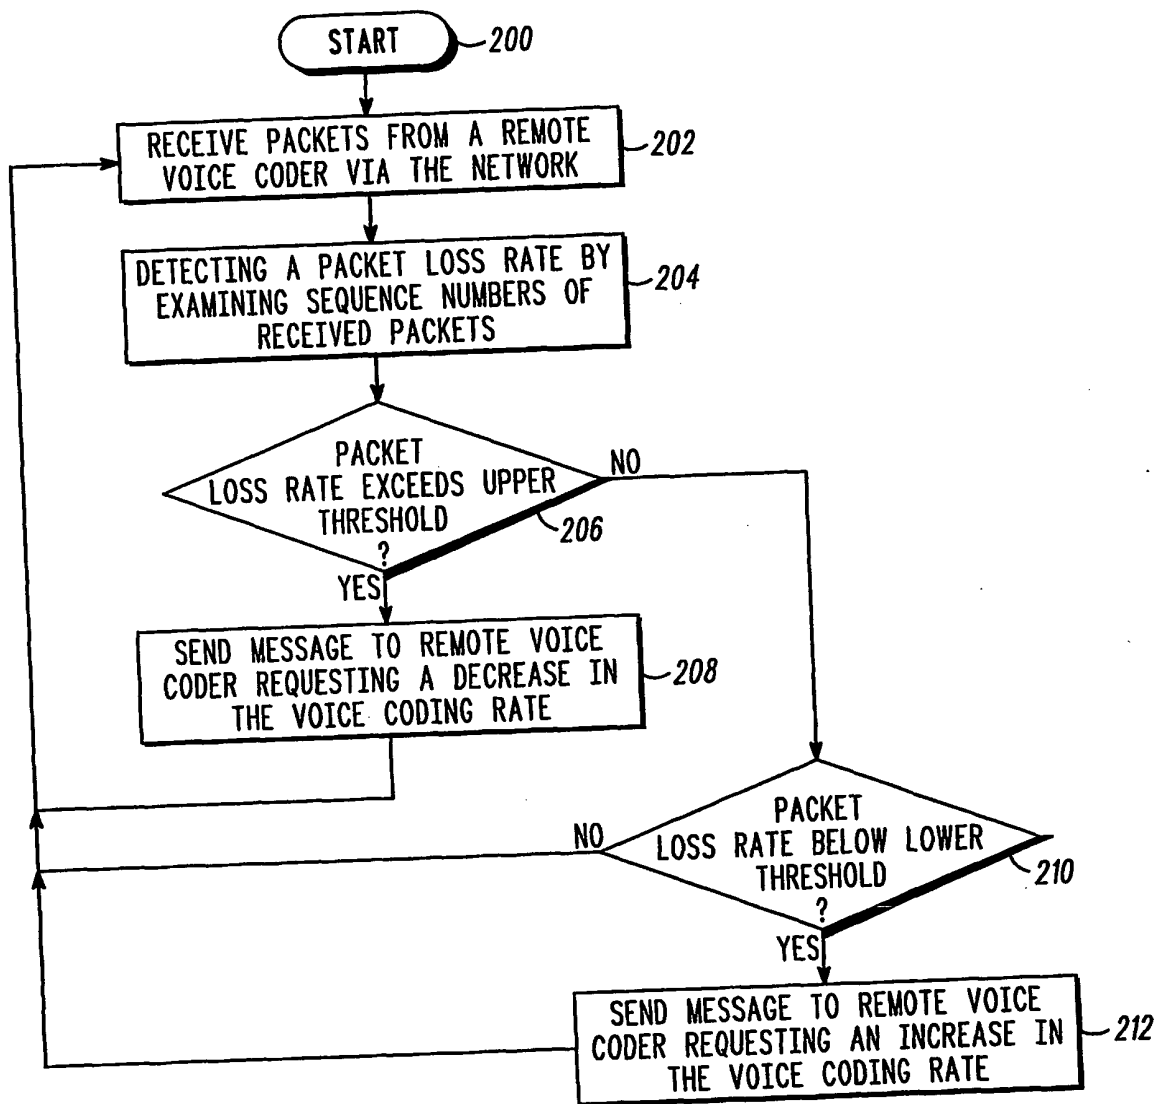 START
200
RECEIVE PACKETS FROM A REMOTE
VOICE CODER VIA THE NETWORK
202
DETECTING A PACKET LOSS RATE BY
EXAMINING SEQUENCE NUMBERS OF
RECEIVED PACKETS
204
PACKET
LOSS RATE EXCEEDS UPPER
THRESHOLD
?
NO
206
YES
SEND MESSAGE TO REMOTE VOICE
CODER REQUESTING A DECREASE IN
THE VOICE CODING RATE
208
PACKET
LOSS RATE BELOW LOWER
THRESHOLD
?
NO
210
YES
SEND MESSAGE TO REMOTE VOICE
CODER REQUESTING AN INCREASE IN
THE VOICE CODING RATE
212